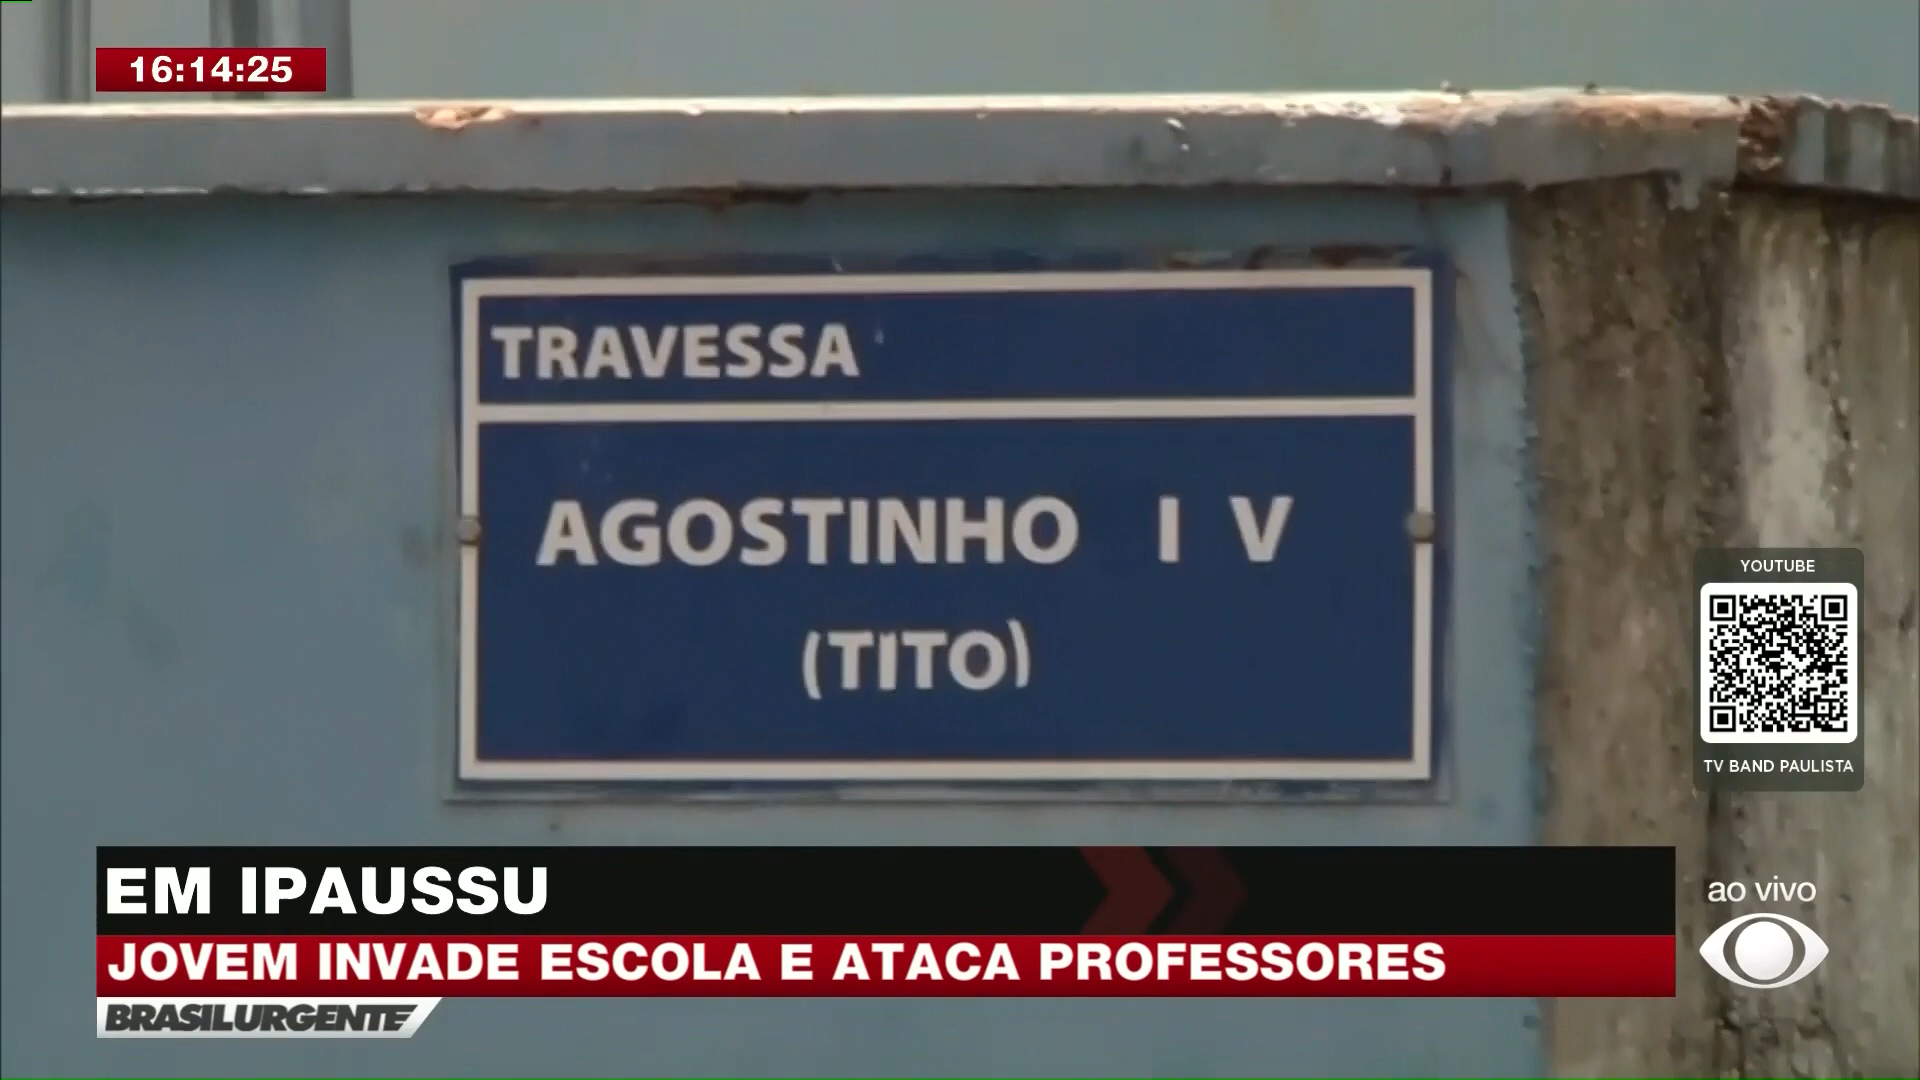 16:14:25
TRAVESSA
AGOSTINHO I V
(TITO)
YOUTUBE
TV BAND PAULISTA
EM IPAUSSU
JOVEM INVADE ESCOLA E ATACA PROFESSORES
BRASILURGENTE
ao vivo